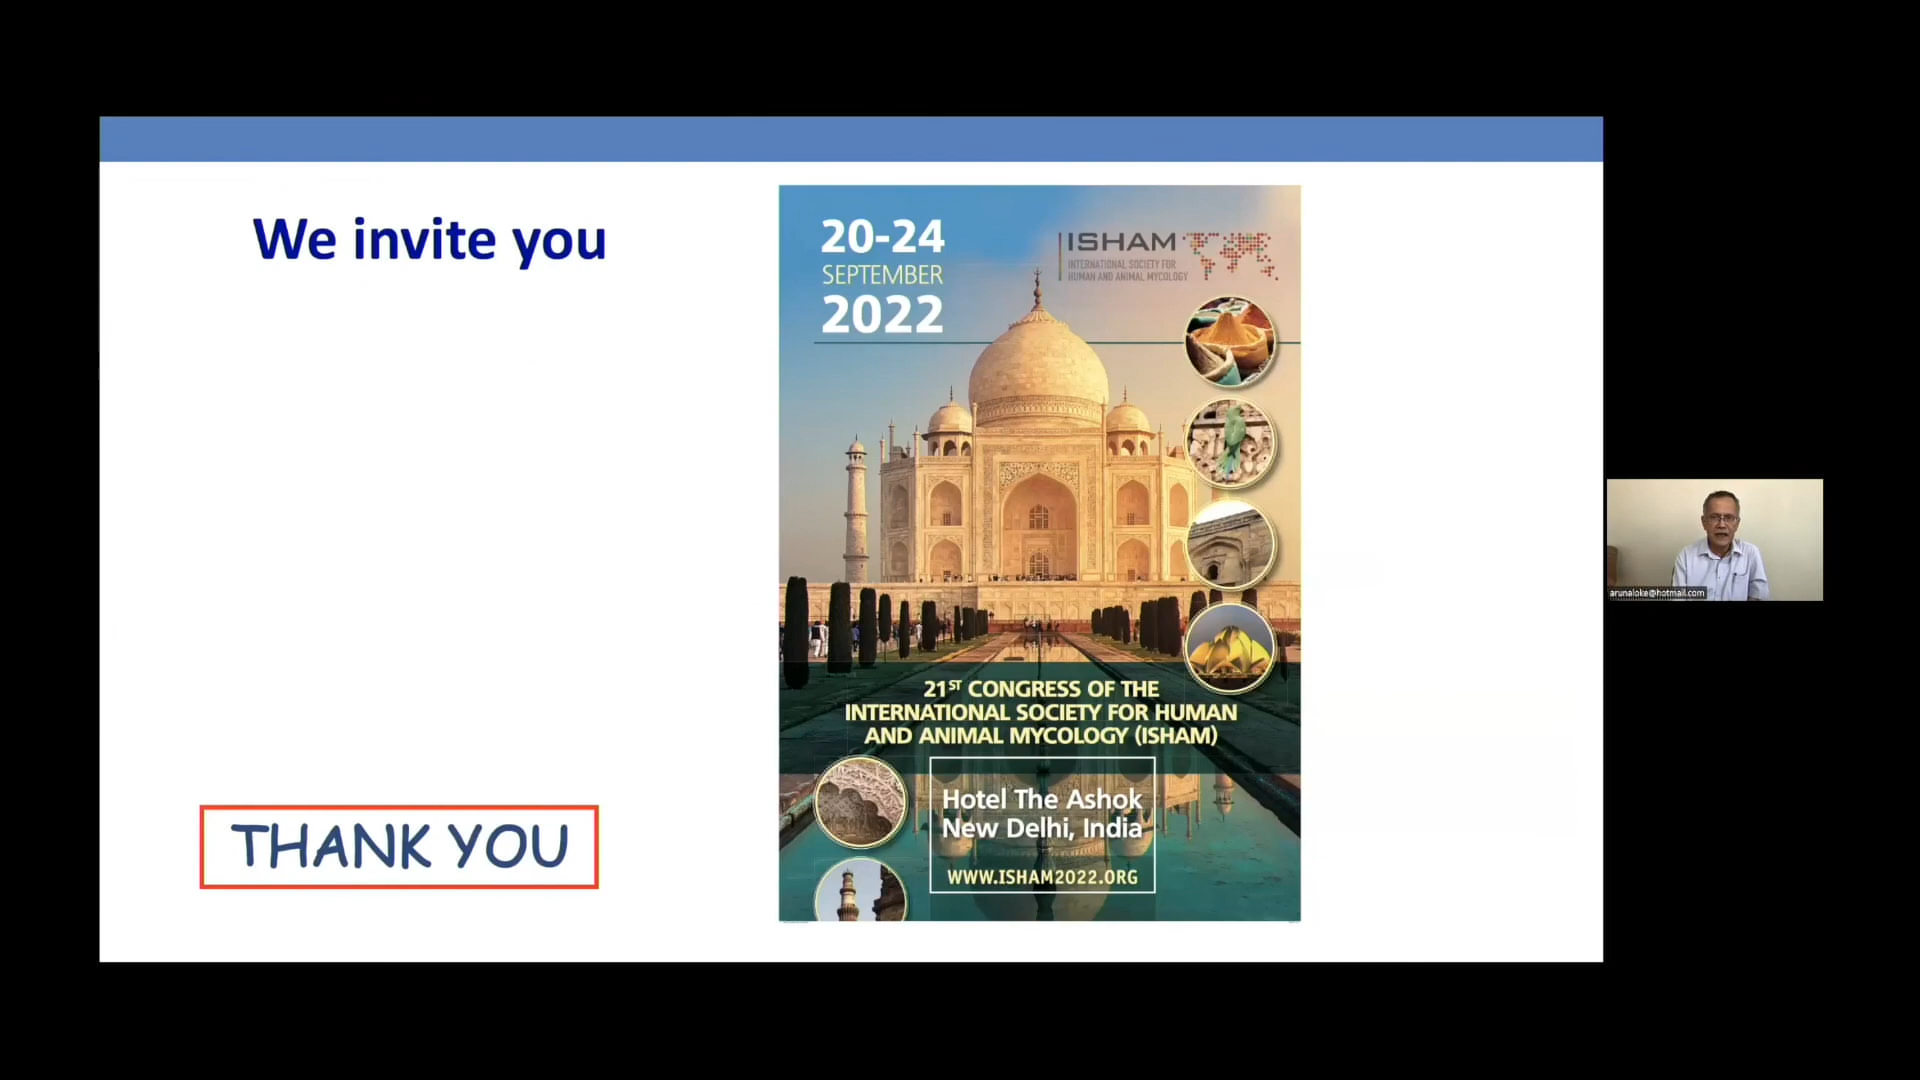 We invite you
20-24
SEPTEMBER
2022
ISHAM
INTERNATIONAL SOCIETY FOR
HUMAN AND ANIMAL MYCOLOGY
21ST CONGRESS OF THE
INTERNATIONAL SOCIETY FOR HUMAN
AND ANIMAL MYCOLOGY (ISHAM)
Hotel The Ashok
New Delhi, India
WWW.ISHAM2022.ORG
THANK YOU
arunaloke@hotmail.com